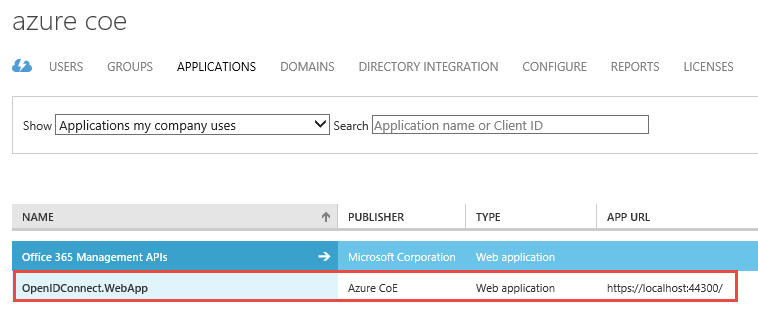 azure coe
USERS GROUPS APPLICATIONS DOMAINS DIRECTORY INTEGRATION CONFIGURE REPORTS LICENSES
Show Applications my company uses Search Application name or Client ID
NAME PUBLISHER TYPE APP URL
Office 365 Management APIs Microsoft Corporation Web application
OpenIDConnect.WebApp Azure CoE Web application https://localhost:44300/